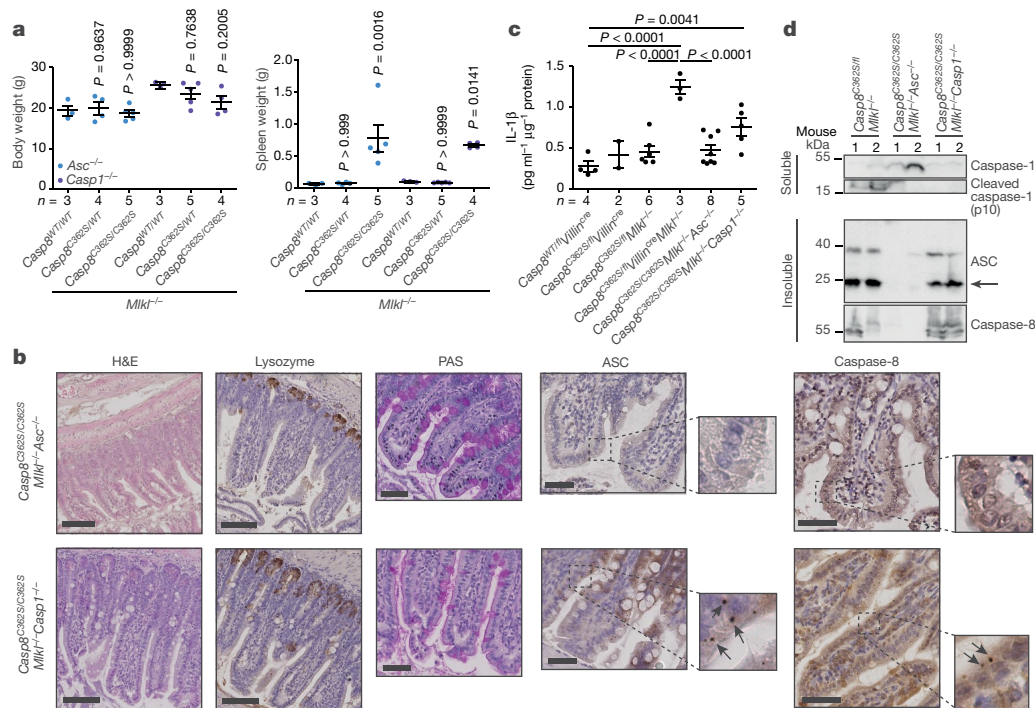 a
Body weight (g)
30
20
10
0
P = 0.9637
P > 0.9999
P = 0.7638
P = 0.2005
Asc–/–
Casp1–/–
n = 3 4 5 3 5 4
Casp8WT/WT
Casp8C362S/WT
Casp8C362S/C362S
Casp8WT/WT
Casp8C362S/WT
Casp8C362S/C362S
Mlkl–/–
Spleen weight (g)
1.5
1.0
0.5
0
P > 0.999
P = 0.0016
P > 0.9999
P = 0.0141
n = 3 4 5 3 5 4
Casp8WT/WT
Casp8C362S/WT
Casp8C362S/C362S
Casp8WT/WT
Casp8C362S/WT
Casp8C362S/C362S
Mlkl–/–
c
IL-1β
(pg ml–1 μg–1 protein)
1.5
1.0
0.5
0
P = 0.0041
P < 0.0001
P < 0.0001
P < 0.0001
n = 4 2 6 3 8 5
Casp8WT/flVillincre
Casp8C362S/flVillincre
Casp8C362S/flMlkl–/–
Casp8C362S/flVillincreMlkl–/–
Casp8C362S/C362SMlkl–/–Asc–/–
Casp8C362S/C362SMlkl–/–Casp1–/–
d
Casp8C362S/fl
Mlkl–/–
Casp8C362S/C362S
Mlkl–/–Asc–/–
Casp8C362S/C362S
Mlkl–/–Casp1–/–
Mouse 1 2 1 2 1 2
kDa
Soluble
55
Caspase-1
15
Cleaved
caspase-1
(p10)
Insoluble
40
ASC
25
55
Caspase-8
b
H&E
Lysozyme
PAS
ASC
Caspase-8
Casp8C362S/C362S
Mlkl–/–Asc–/–
Casp8C362S/C362S
Mlkl–/–Casp1–/–